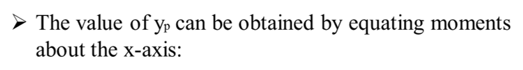 ➢ The value of yₚ can be obtained by equating moments
about the x-axis: